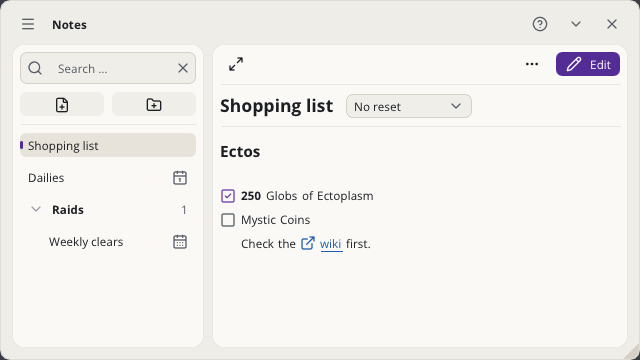 Notes
Search ...
Shopping list
Dailies
Raids 1
Weekly clears
Edit
Shopping list No reset
Ectos
250 Globs of Ectoplasm
Mystic Coins
Check the wiki first.